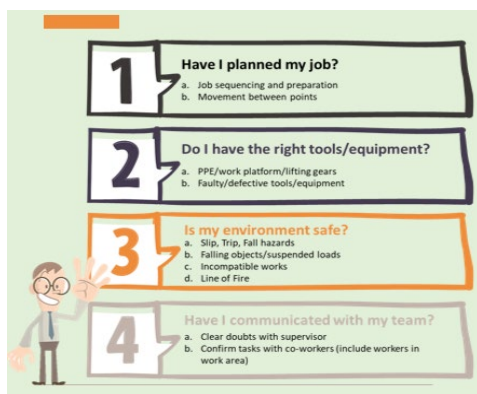 1
Have I planned my job?
a. Job sequencing and preparation
b. Movement between points
2
Do I have the right tools/equipment?
a. PPE/work platform/lifting gears
b. Faulty/defective tools/equipment
3
Is my environment safe?
a. Slip, Trip, Fall hazards
b. Falling objects/suspended loads
c. Incompatible works
d. Line of Fire
4
Have I communicated with my team?
a. Clear doubts with supervisor
b. Confirm tasks with co-workers (include workers in
work area)